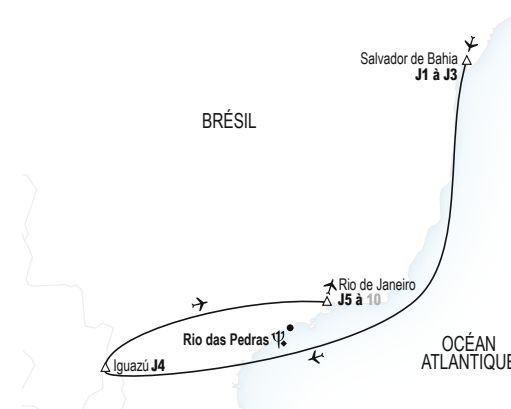 Salvador de Bahia
J1 à J3
BRÉSIL
Rio de Janeiro
J5 à 10
Rio das Pedras
Iguazú J4
OCÉAN
ATLANTIQUE